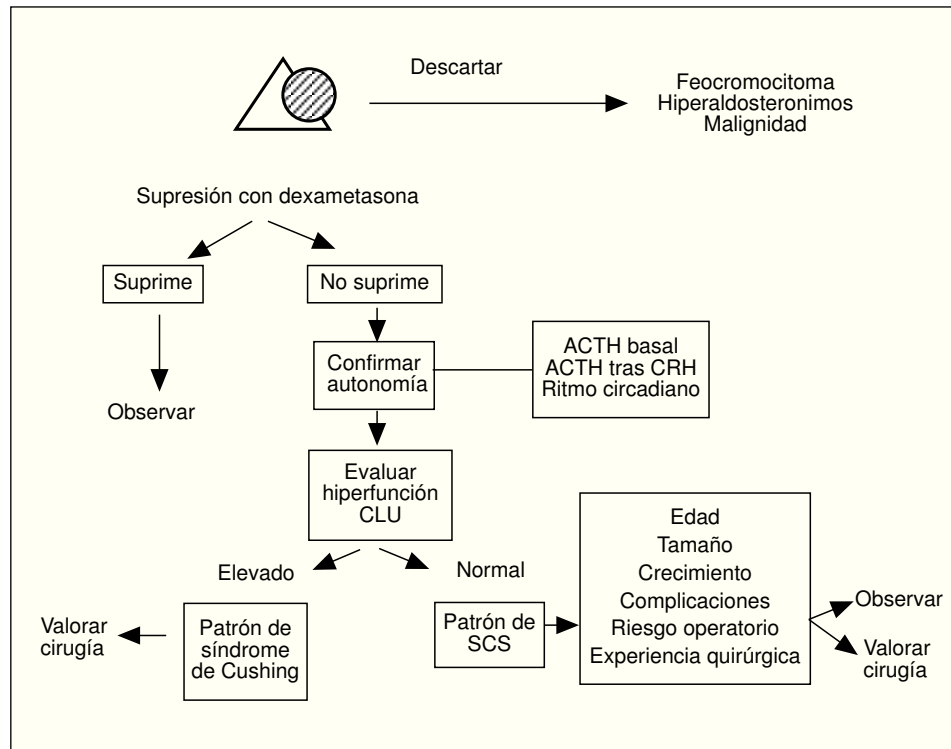 Descartar
Feocromocitoma
Hiperaldosteronimos
Malignidad
Supresión con dexametasona
Suprime
No suprime
Observar
Confirmar
autonomía
ACTH basal
ACTH tras CRH
Ritmo circadiano
Evaluar
hiperfunción
CLU
Elevado
Normal
Valorar
cirugía
Patrón de
síndrome
de Cushing
Patrón de
SCS
Edad
Tamaño
Crecimiento
Complicaciones
Riesgo operatorio
Experiencia quirúrgica
Observar
Valorar
cirugía